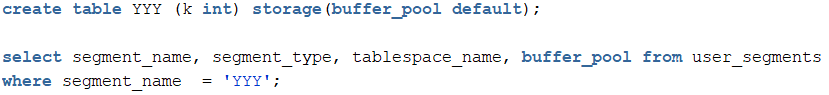 create table YYY (k int) storage(buffer_pool default);
select segment_name, segment_type, tablespace_name, buffer_pool from user_segments
where segment_name  = 'YYY';